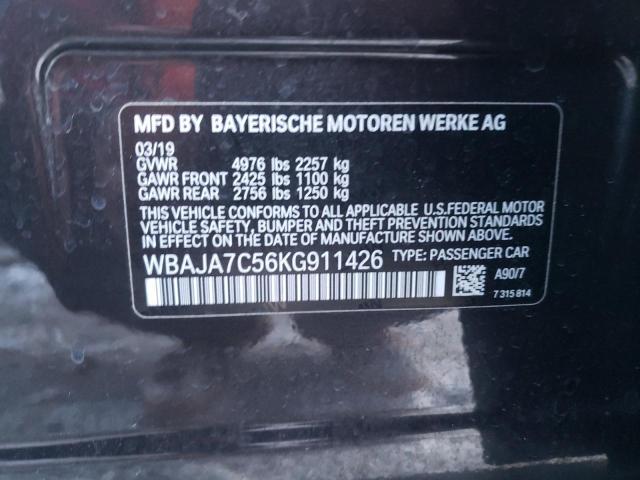 MFD BY BAYERISCHE MOTOREN WERKE AG
03/19
GVWR 4976 lbs 2257 kg
GAWR FRONT 2425 lbs 1100 kg
GAWR REAR 2756 lbs 1250 kg
THIS VEHICLE CONFORMS TO ALL APPLICABLE U.S.FEDERAL MOTOR
VEHICLE SAFETY, BUMPER AND THEFT PREVENTION STANDARDS
IN EFFECT ON THE DATE OF MANUFACTURE SHOWN ABOVE.
WBAJA7C56KG911426 TYPE: PASSENGER CAR
A90/7
7 315 814